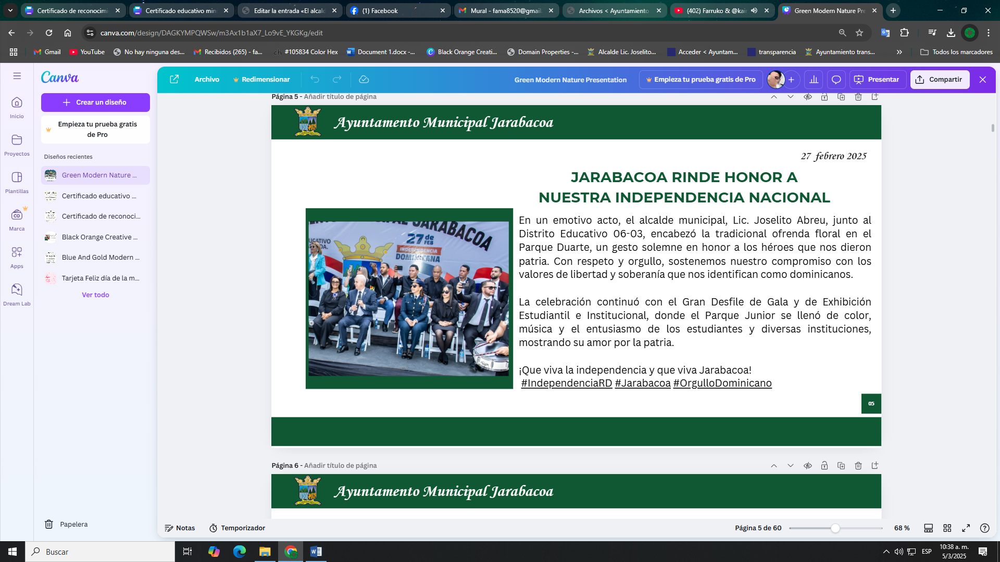 Certificado de reconocimi
Certificado educativo min
Editar la entrada «El alcald
(1) Facebook
Mural - fama8520@gmail.
Archivos < Ayuntamiento
(402) Farruko & @kair
Green Modern Nature Pre
canva.com/design/DAGKYMPQWSw/m3Ax1b1aX7_Lo9vE_YKGKg/edit
Gmail
YouTube
No hay ninguna des...
Recibidos (265) - fa...
#105834 Color Hex
Document 1.docx -...
Black Orange Creati...
Domain Properties -...
Alcalde Lic. Joselito...
Acceder < Ayuntam...
transparencia
Ayuntamiento trans...
Todos los marcadores
Canva
Archivo
Redimensionar
Green Modern Nature Presentation
Empieza tu prueba gratis de Pro
Presentar
Compartir
Crear un diseño
Empieza tu prueba gratis
de Pro
Inicio
Proyectos
Plantillas
Marca
Apps
Dream Lab
Diseños recientes
Green Modern Nature ...
Certificado educativo ...
Certificado de reconoci...
Black Orange Creative ...
Blue And Gold Modern ...
Tarjeta Feliz día de la m...
Ver todo
Papelera
Página 5 - Añadir título de página
Ayuntamento Municipal Jarabacoa
27 febrero 2025
JARABACOA RINDE HONOR A
NUESTRA INDEPENDENCIA NACIONAL
JARABACOA
UCATIVO
27 de
FEB
INDEPENDENCIA
DOMINICANA
En un emotivo acto, el alcalde municipal, Lic. Joselito Abreu, junto al
Distrito Educativo 06-03, encabezó la tradicional ofrenda floral en el
Parque Duarte, un gesto solemne en honor a los héroes que nos dieron
patria. Con respeto y orgullo, sostenemos nuestro compromiso con los
valores de libertad y soberanía que nos identifican como dominicanos.
La celebración continuó con el Gran Desfile de Gala y de Exhibición
Estudiantil e Institucional, donde el Parque Junior se llenó de color,
música y el entusiasmo de los estudiantes y diversas instituciones,
mostrando su amor por la patria.
¡Que viva la independencia y que viva Jarabacoa!
#IndependenciaRD #Jarabacoa #OrgulloDominicano
05
Página 6 - Añadir título de página
Ayuntamento Municipal Jarabacoa
Notas
Temporizador
Página 5 de 60
68 %
Buscar
ESP
10:38 a. m.
5/3/2025